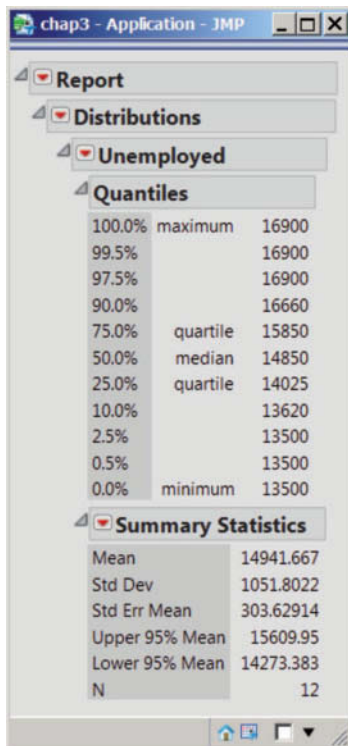 chap3 - Application - JMP
Report
Distributions
Unemployed
Quantiles
100.0% maximum 16900
99.5% 16900
97.5% 16900
90.0% 16660
75.0% quartile 15850
50.0% median 14850
25.0% quartile 14025
10.0% 13620
2.5% 13500
0.5% 13500
0.0% minimum 13500
Summary Statistics
Mean 14941.667
Std Dev 1051.8022
Std Err Mean 303.62914
Upper 95% Mean 15609.95
Lower 95% Mean 14273.383
N 12